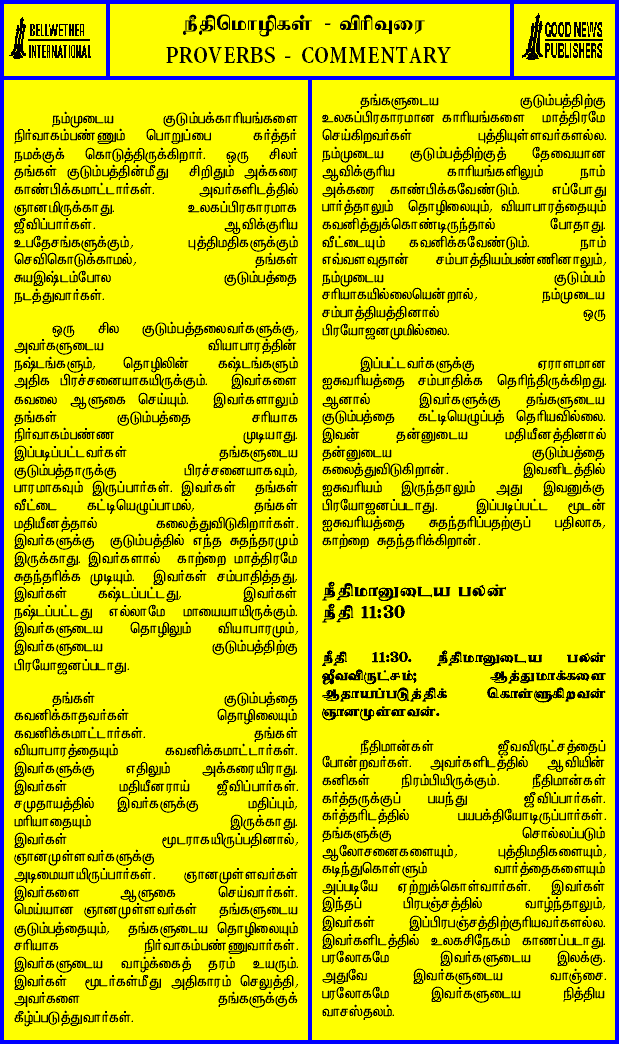 BELLWETHER
INTERNATIONAL
நீதிமொழிகள் - விரிவுரை
PROVERBS - COMMENTARY
GOOD NEWS
PUBLISHERS
நம்முடைய குடும்பக்காரியங்களை
நிர்வாகம்பண்ணும் பொறுப்பை கர்த்தர்
நமக்குக் கொடுத்திருக்கிறார். ஒரு சிலர்
தங்கள் குடும்பத்தின்மீது சிறிதும் அக்கரை
காண்பிக்கமாட்டார்கள். அவர்களிடத்தில்
ஞானமிருக்காது. உலகப்பிரகாரமாக
ஜீவிப்பார்கள். ஆவிக்குரிய
உபதேசங்களுக்கும், புத்திமதிகளுக்கும்
செவிகொடுக்காமல், தங்கள்
சுயஇஷ்டம்போல குடும்பத்தை
நடத்துவார்கள்.
ஒரு சில குடும்பத்தலைவர்களுக்கு,
அவர்களுடைய வியாபாரத்தின்
நஷ்டங்களும், தொழிலின் கஷ்டங்களும்
அதிக பிரச்சனையாகயிருக்கும். இவர்களை
கவலை ஆளுகை செய்யும். இவர்களாலும்
தங்கள் குடும்பத்தை சரியாக
நிர்வாகம்பண்ண முடியாது.
இப்படிப்பட்டவர்கள் தங்களுடைய
குடும்பத்தாருக்கு பிரச்சனையாகவும்,
பாரமாகவும் இருப்பார்கள். இவர்கள் தங்கள்
வீட்டை கட்டியெழுப்பாமல், தங்கள்
மதியீனத்தால் கலைத்துவிடுகிறார்கள்.
இவர்களுக்கு குடும்பத்தில் எந்த சுதந்தரமும்
இருக்காது. இவர்களால் காற்றை மாத்திரமே
சுதந்தரிக்க முடியும். இவர்கள் சம்பாதித்தது,
இவர்கள் கஷ்டப்பட்டது, இவர்கள்
நஷ்டப்பட்டது எல்லாமே மாயையாயிருக்கும்.
இவர்களுடைய தொழிலும் வியாபாரமும்,
இவர்களுடைய குடும்பத்திற்கு
பிரயோஜனப்படாது.
தங்கள் குடும்பத்தை
கவனிக்காதவர்கள் தொழிலையும்
கவனிக்கமாட்டார்கள். தங்கள்
வியாபாரத்தையும் கவனிக்கமாட்டார்கள்.
இவர்களுக்கு எதிலும் அக்கரையிராது.
இவர்கள் மதியீனராய் ஜீவிப்பார்கள்.
சமுதாயத்தில் இவர்களுக்கு மதிப்பும்,
மரியாதையும் இருக்காது.
இவர்கள் மூடராகயிருப்பதினால்,
ஞானமுள்ளவர்களுக்கு
அடிமையாயிருப்பார்கள். ஞானமுள்ளவர்கள்
இவர்களை ஆளுகை செய்வார்கள்.
மெய்யான ஞானமுள்ளவர்கள் தங்களுடைய
குடும்பத்தையும், தங்களுடைய தொழிலையும்
சரியாக நிர்வாகம்பண்ணுவார்கள்.
இவர்களுடைய வாழ்க்கைத் தரம் உயரும்.
இவர்கள் மூடர்கள்மீது அதிகாரம் செலுத்தி,
அவர்களை தங்களுக்குக்
கீழ்ப்படுத்துவார்கள்.
தங்களுடைய குடும்பத்திற்கு
உலகப்பிரகாரமான காரியங்களை மாத்திரமே
செய்கிறவர்கள் புத்தியுள்ளவர்களல்ல.
நம்முடைய குடும்பத்திற்குத் தேவையான
ஆவிக்குரிய காரியங்களிலும் நாம்
அக்கரை காண்பிக்கவேண்டும். எப்போது
பார்த்தாலும் தொழிலையும், வியாபாரத்தையும்
கவனித்துக்கொண்டிருந்தால் போதாது.
வீட்டையும் கவனிக்கவேண்டும். நாம்
எவ்வளவுதான் சம்பாத்தியம்பண்ணினாலும்,
நம்முடைய குடும்பம்
சரியாகயில்லையென்றால், நம்முடைய
சம்பாத்தியத்தினால் ஒரு
பிரயோஜனமுமில்லை.
இப்பட்டவர்களுக்கு ஏராளமான
ஐசுவரியத்தை சம்பாதிக்க தெரிந்திருக்கிறது.
ஆனால் இவர்களுக்கு தங்களுடைய
குடும்பத்தை கட்டியெழுப்பத் தெரியவில்லை.
இவன் தன்னுடைய மதியீனத்தினால்
தன்னுடைய குடும்பத்தை
கலைத்துவிடுகிறான். இவனிடத்தில்
ஐசுவரியம் இருந்தாலும் அது இவனுக்கு
பிரயோஜனப்படாது. இப்படிப்பட்ட மூடன்
ஐசுவரியத்தை சுதந்தரிப்பதற்குப் பதிலாக,
காற்றை சுதந்தரிக்கிறான்.
நீதிமானுடைய பலன்
நீதி 11:30
நீதி 11:30. நீதிமானுடைய பலன்
ஜீவவிருட்சம்; ஆத்துமாக்களை
ஆதாயப்படுத்திக் கொள்ளுகிறவன்
ஞானமுள்ளவன்.
நீதிமான்கள் ஜீவவிருட்சத்தைப்
போன்றவர்கள். அவர்களிடத்தில் ஆவியின்
கனிகள் நிரம்பியிருக்கும். நீதிமான்கள்
கர்த்தருக்குப் பயந்து ஜீவிப்பார்கள்.
கர்த்தரிடத்தில் பயபக்தியோடிருப்பார்கள்.
தங்களுக்கு சொல்லப்படும்
ஆலோசனைகளையும், புத்திமதிகளையும்,
கடிந்துகொள்ளும் வார்த்தைகளையும்
அப்படியே ஏற்றுக்கொள்வார்கள். இவர்கள்
இந்தப் பிரபஞ்சத்தில் வாழ்ந்தாலும்,
இவர்கள் இப்பிரபஞ்சத்திற்குரியவர்களல்ல.
இவர்களிடத்தில் உலகசிநேகம் காணப்படாது.
பரலோகமே இவர்களுடைய இலக்கு.
அதுவே இவர்களுடைய வாஞ்சை.
பரலோகமே இவர்களுடைய நித்திய
வாசஸ்தலம்.